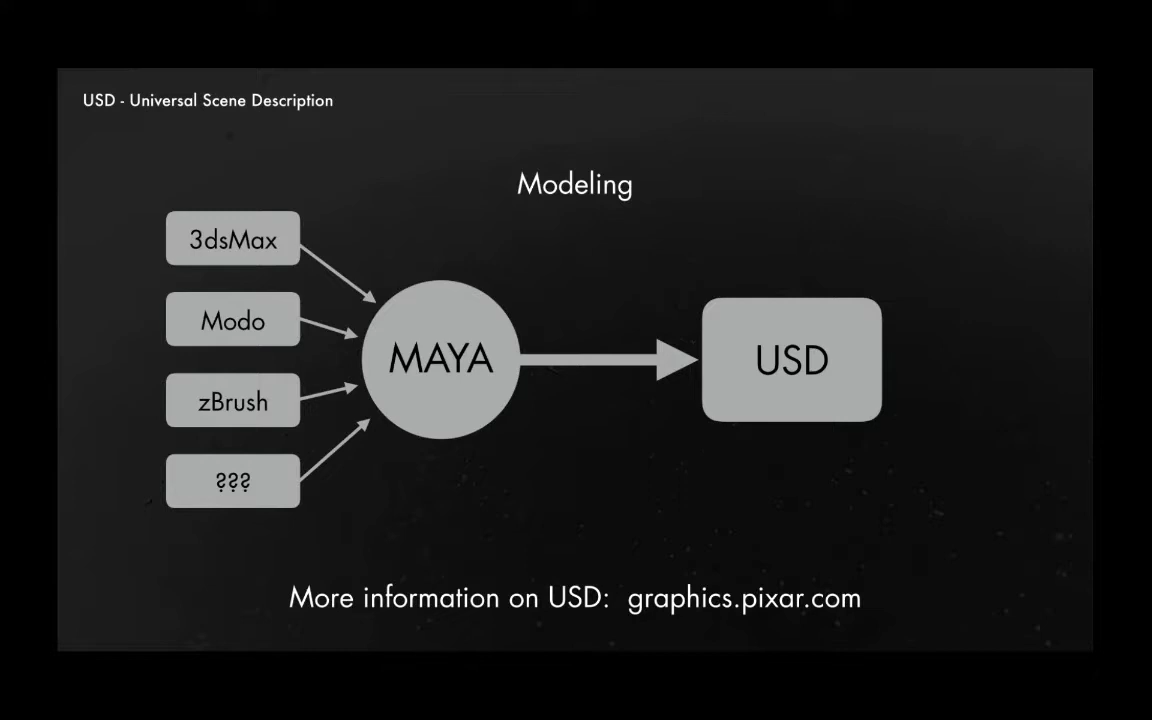 USD - Universal Scene Description
Modeling
3dsMax
Modo
zBrush
???
MAYA
USD
More information on USD: graphics.pixar.com